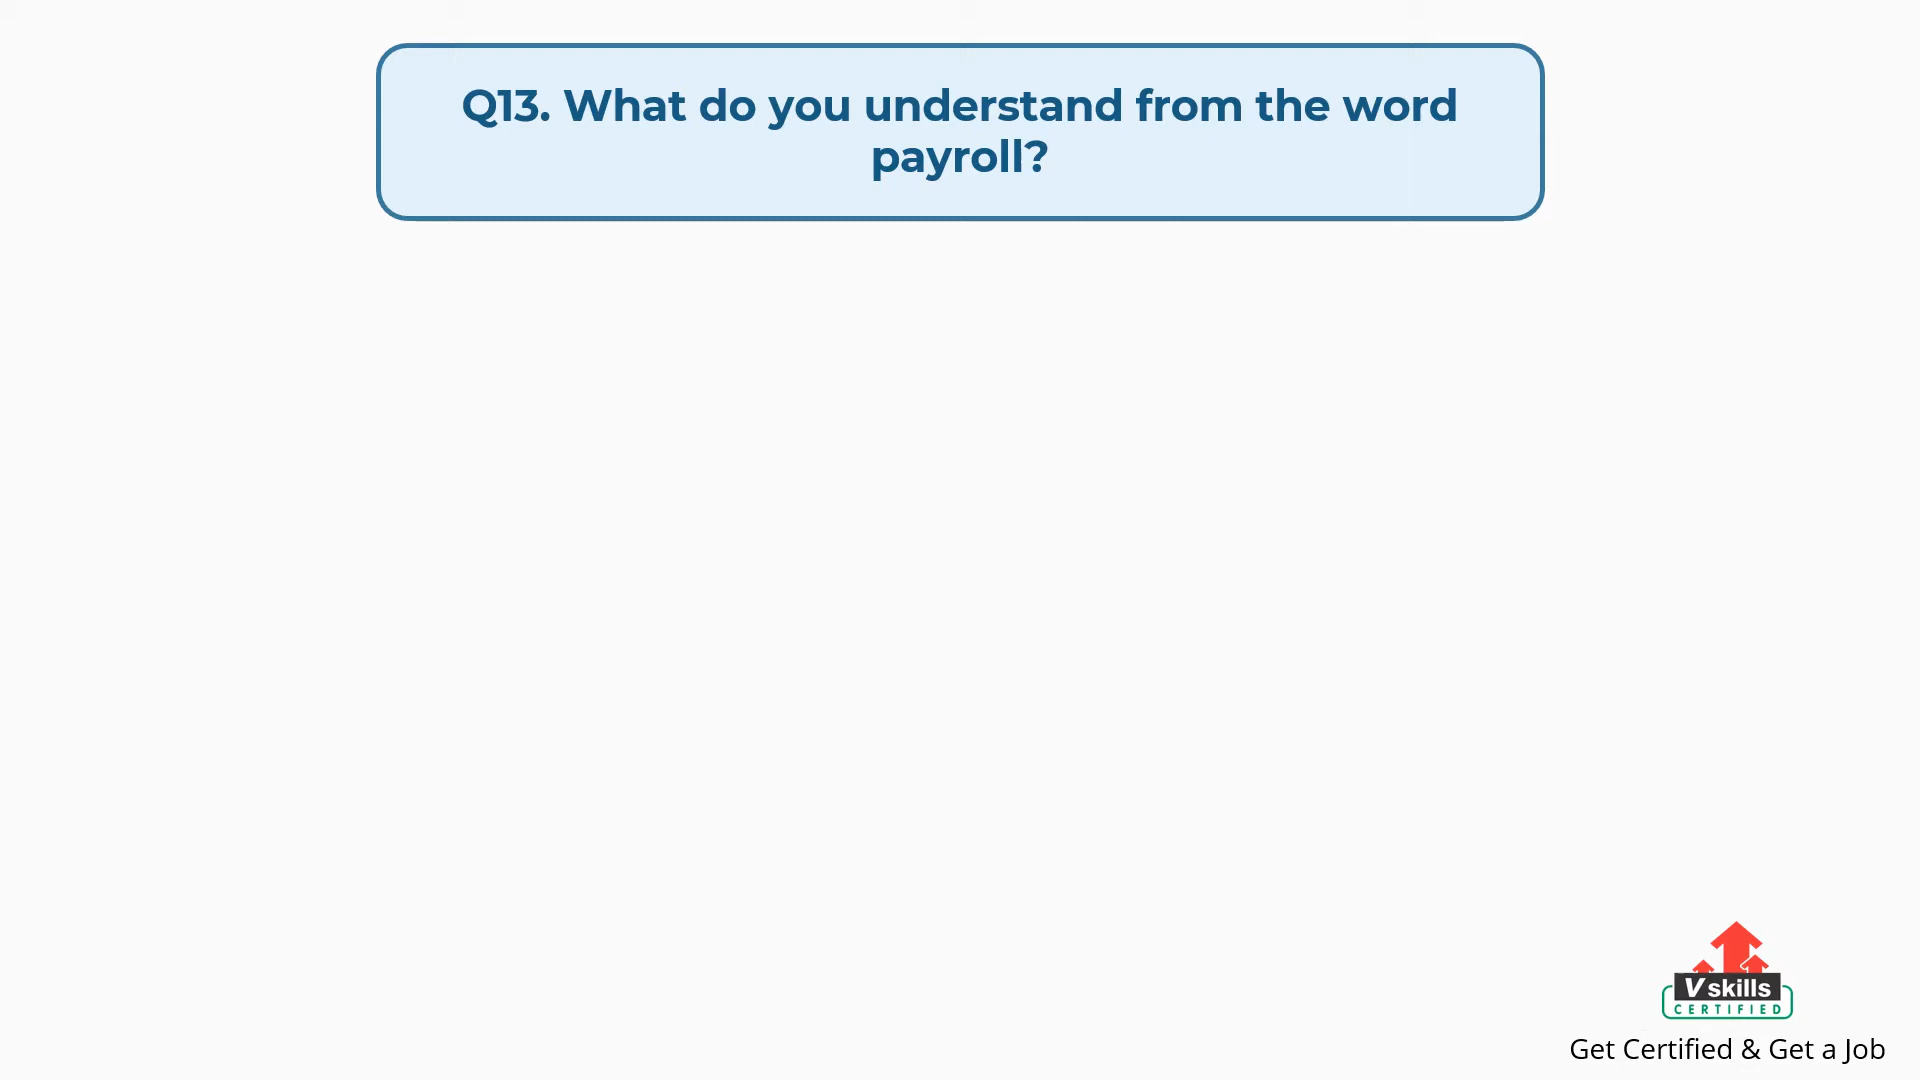 Q13. What do you understand from the word
payroll?
Vskills
CERTIFIED
Get Certified & Get a Job